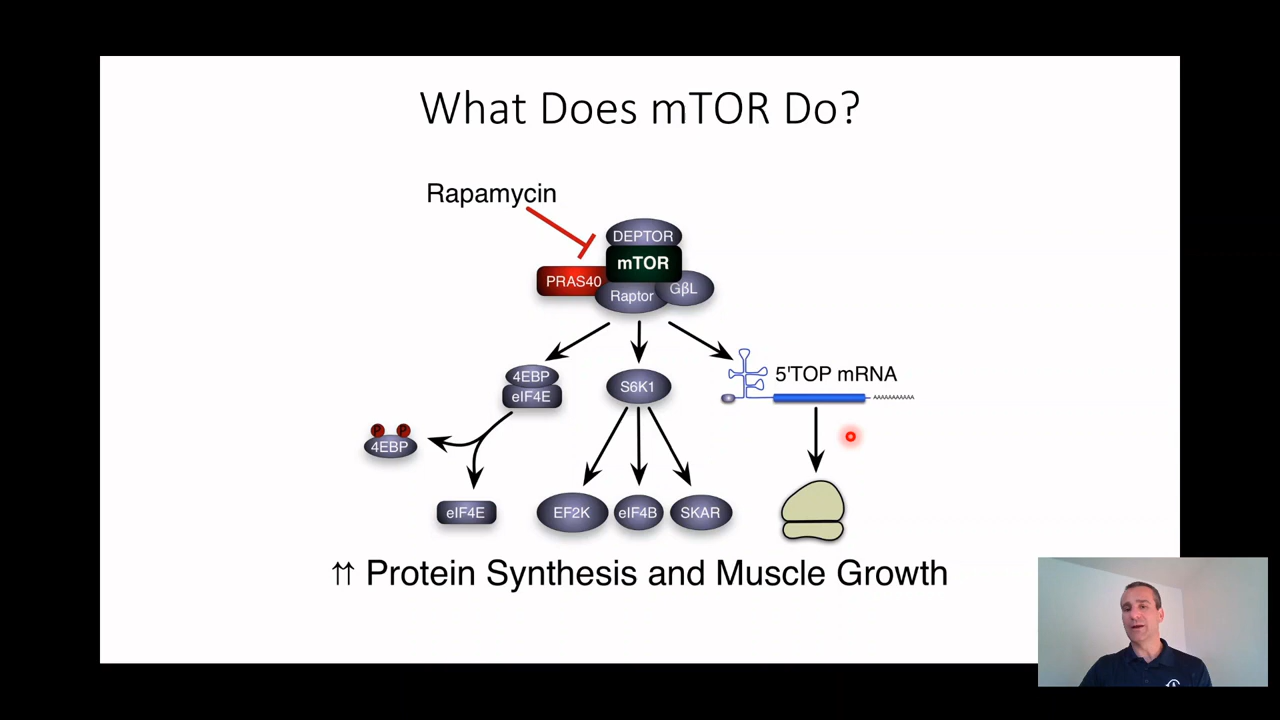 What Does mTOR Do?
Rapamycin
DEPTOR
mTOR
PRAS40
Raptor
GβL
4EBP
eIF4E
S6K1
5'TOP mRNA
AAAAAAAAAAA
P P
4EBP
eIF4E
EF2K
eIF4B
SKAR
⇈ Protein Synthesis and Muscle Growth